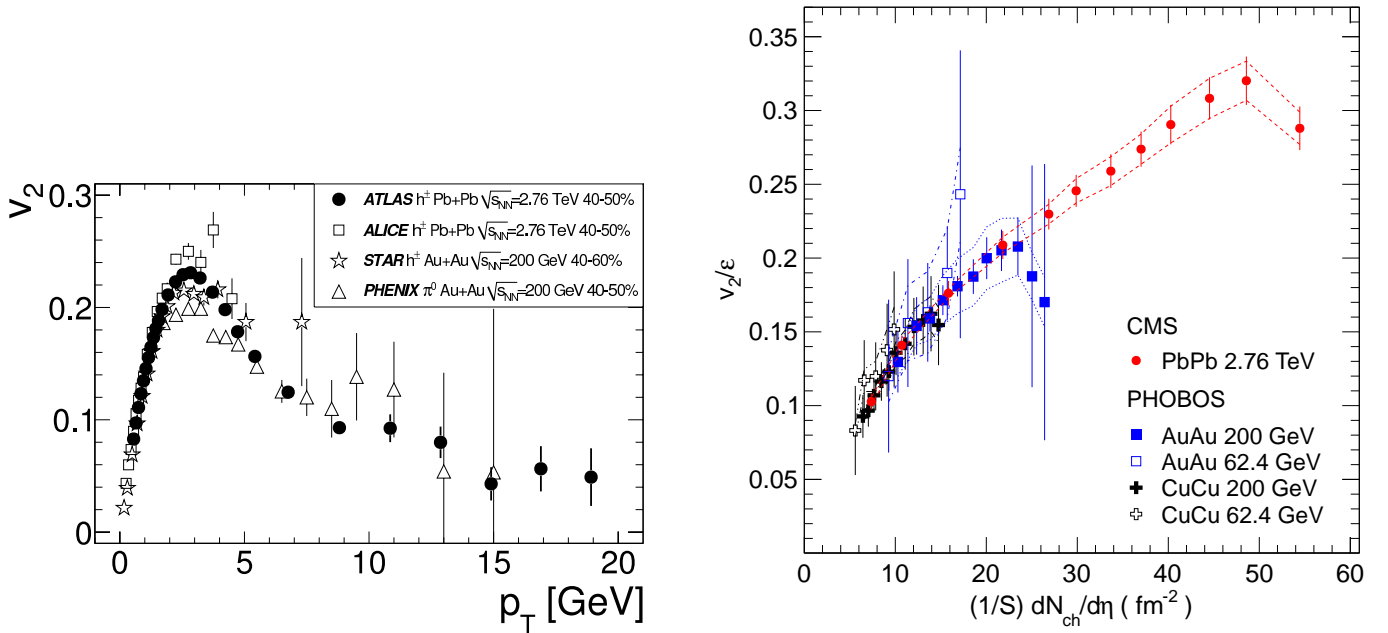 v₂
0.3
0.2
0.1
0
ATLAS h± Pb+Pb √sNN=2.76 TeV 40-50%
ALICE h± Pb+Pb √sNN=2.76 TeV 40-50%
STAR h± Au+Au √sNN=200 GeV 40-60%
PHENIX π⁰ Au+Au √sNN=200 GeV 40-50%
0 5 10 15 20
pT [GeV]
v₂/ε
0.35
0.3
0.25
0.2
0.15
0.1
0.05
CMS
PbPb 2.76 TeV
PHOBOS
AuAu 200 GeV
AuAu 62.4 GeV
CuCu 200 GeV
CuCu 62.4 GeV
0 10 20 30 40 50 60
(1/S) dNch/dη ( fm⁻²)